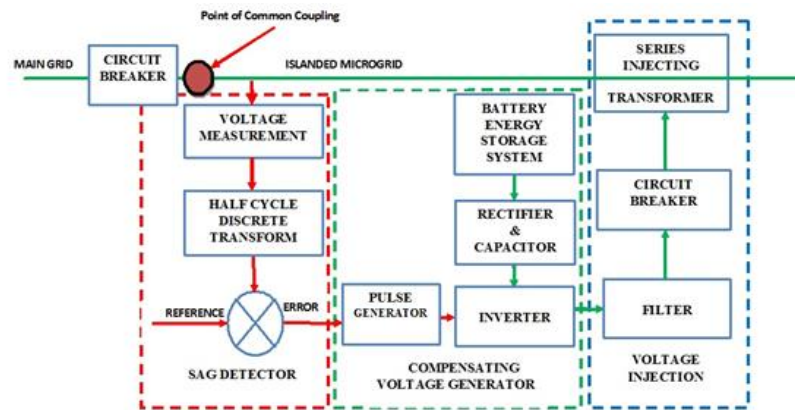 Point of Common Coupling
MAIN GRID
CIRCUIT
BREAKER
ISLANDED MICROGRID
SERIES
INJECTING
TRANSFORMER
VOLTAGE
MEASUREMENT
BATTERY
ENERGY
STORAGE
SYSTEM
HALF CYCLE
DISCRETE
TRANSFORM
RECTIFIER
&
CAPACITOR
CIRCUIT
BREAKER
REFERENCE
ERROR
PULSE
GENERATOR
INVERTER
FILTER
SAG DETECTOR
COMPENSATING
VOLTAGE GENERATOR
VOLTAGE
INJECTION